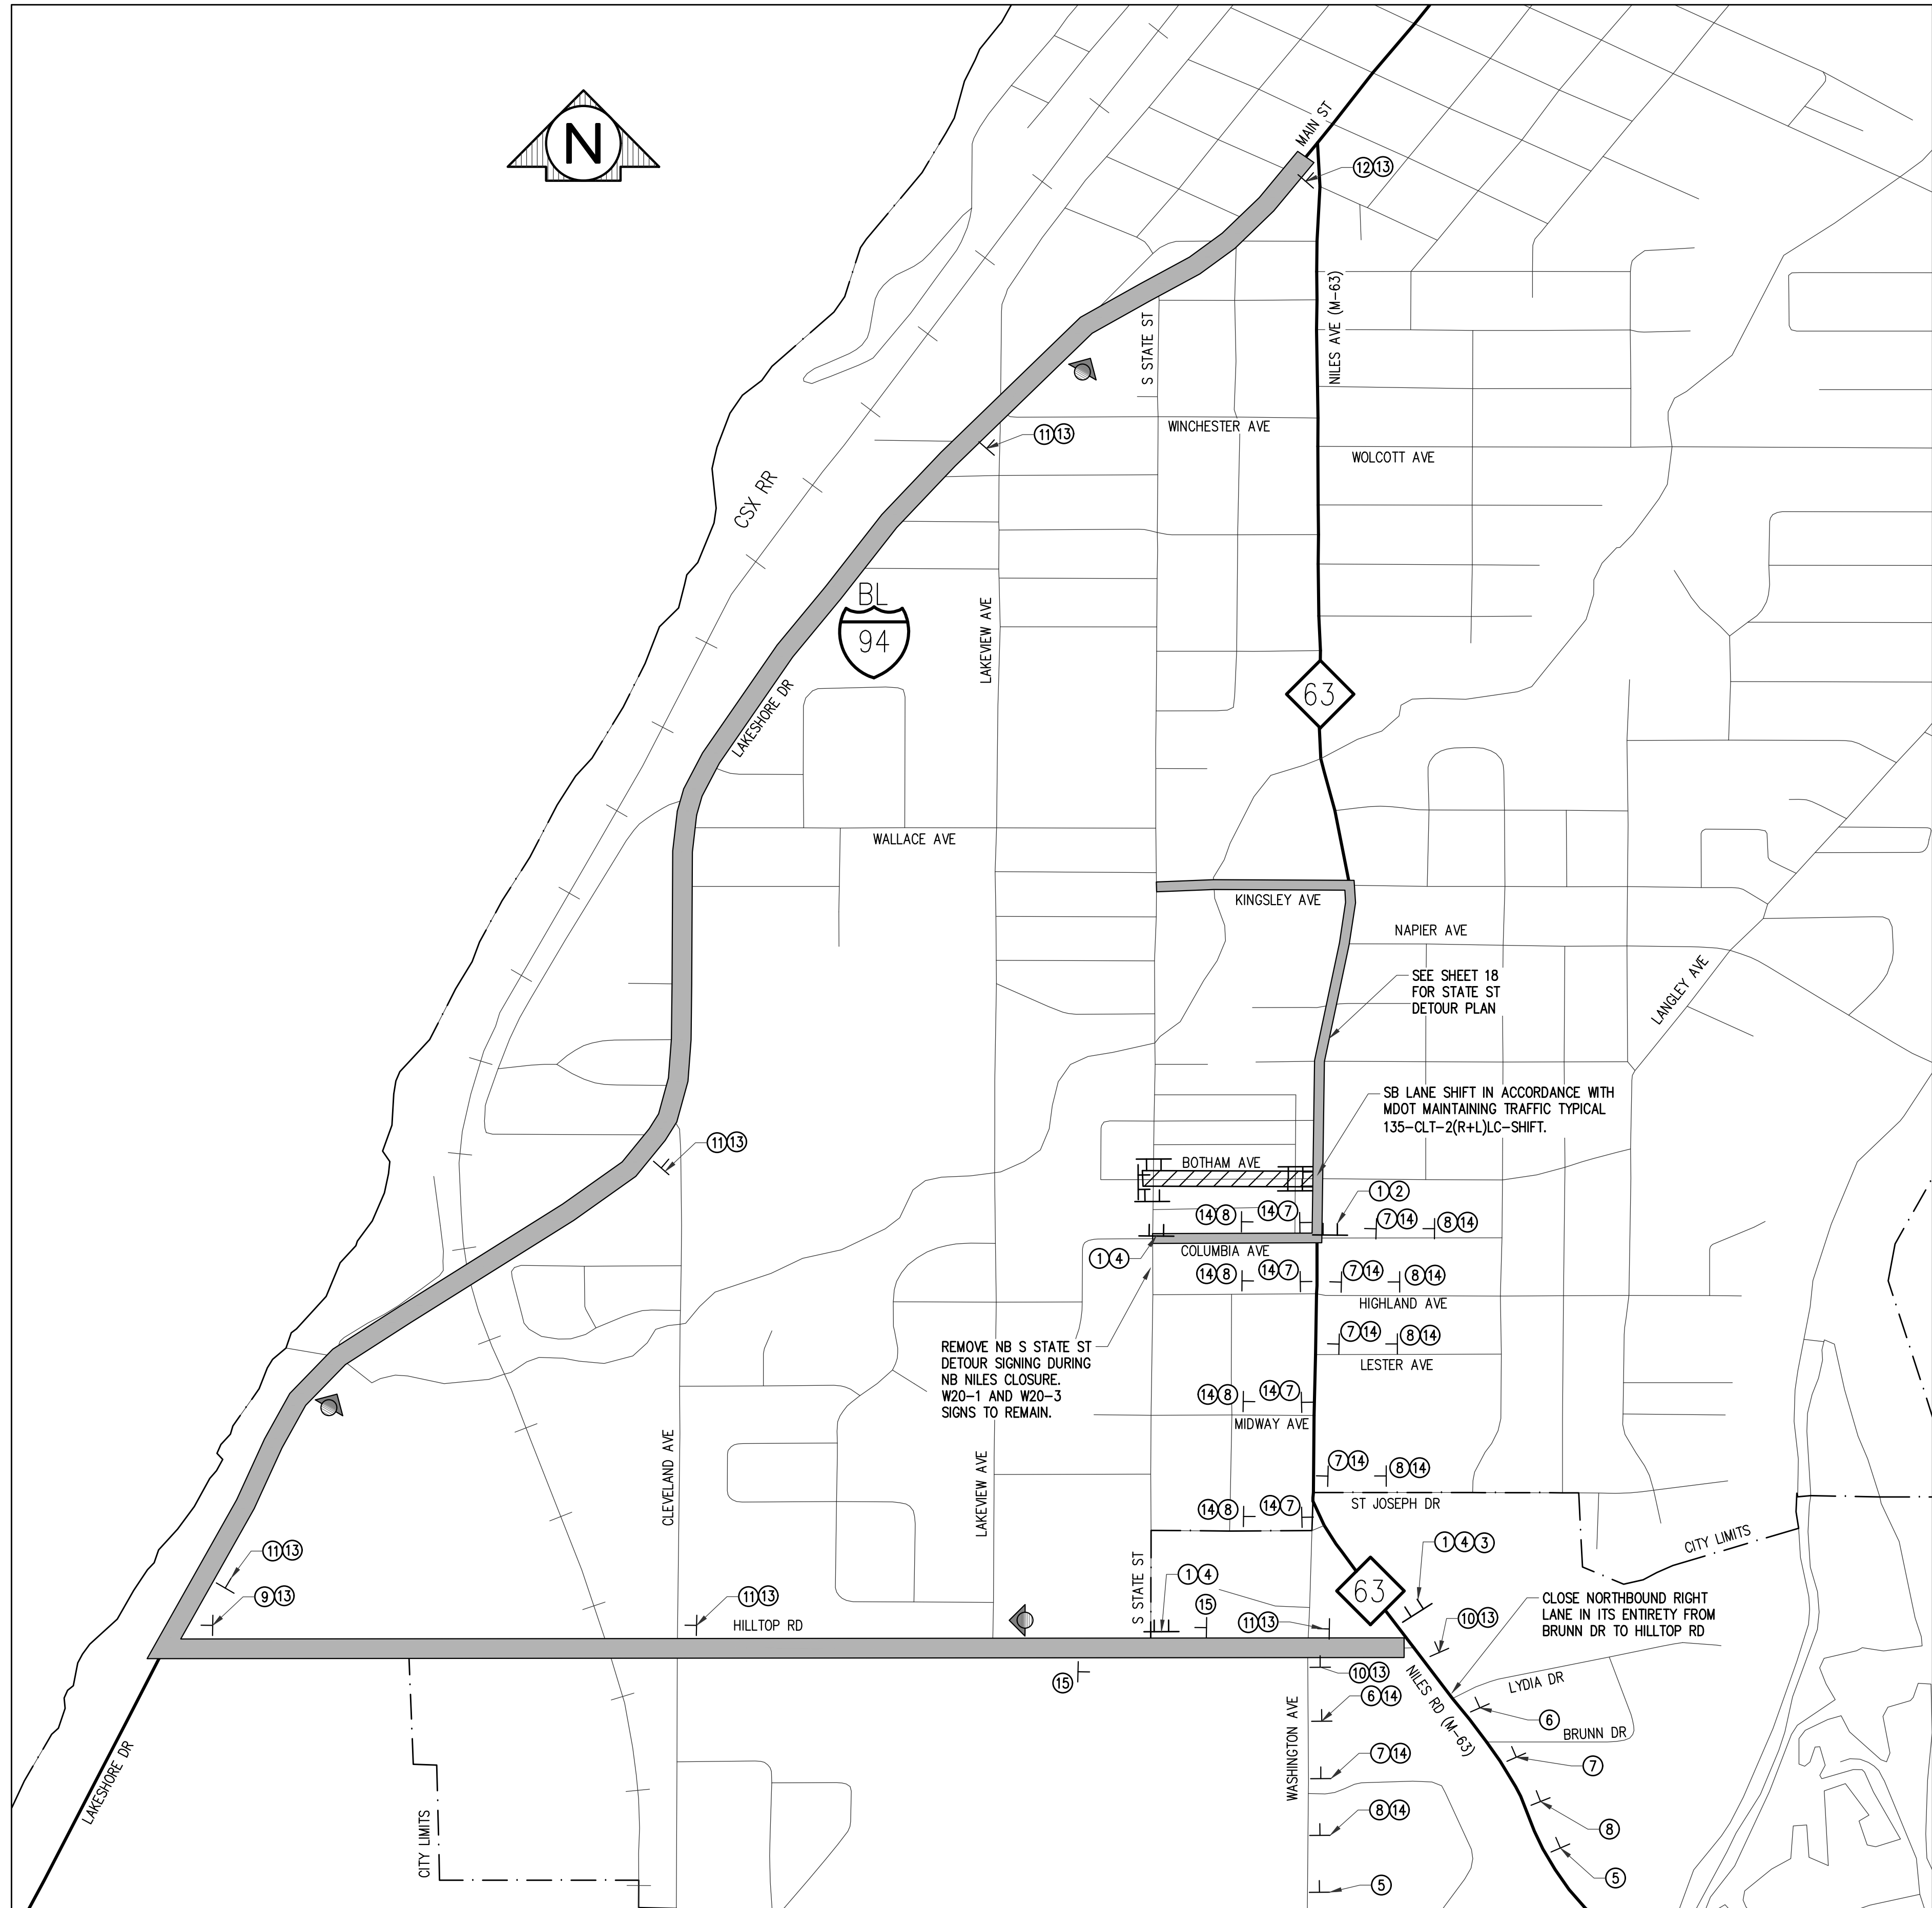 N
MAIN ST
12 13
NILES AVE (M-63)
S STATE ST
WINCHESTER AVE
11 13
WOLCOTT AVE
CSX RR
BL
94
LAKEVIEW AVE
63
LAKESHORE DR
WALLACE AVE
KINGSLEY AVE
NAPIER AVE
LANGLEY AVE
SEE SHEET 18
FOR STATE ST
DETOUR PLAN
SB LANE SHIFT IN ACCORDANCE WITH
MDOT MAINTAINING TRAFFIC TYPICAL
135-CLT-2(R+L)LC-SHIFT.
11 13
BOTHAM AVE
1 2
14 8
14 7
7 14
8 14
COLUMBIA AVE
1 4
14 8
14 7
7 14
8 14
HIGHLAND AVE
7 14
8 14
LESTER AVE
REMOVE NB S STATE ST
DETOUR SIGNING DURING
NB NILES CLOSURE.
W20-1 AND W20-3
SIGNS TO REMAIN.
14 8
14 7
MIDWAY AVE
CLEVELAND AVE
LAKEVIEW AVE
7 14
8 14
ST JOSEPH DR
14 8
14 7
CITY LIMITS
1 4 3
11 13
S STATE ST
1 4
63
9 13
11 13
HILLTOP RD
15
11 13
10 13
CLOSE NORTHBOUND RIGHT
LANE IN ITS ENTIRETY FROM
BRUNN DR TO HILLTOP RD
15
10 13
6 14
NILES RD (M-63)
LYDIA DR
6
BRUNN DR
WASHINGTON AVE
7 14
7
LAKESHORE DR
CITY LIMITS
8 14
8
5
5